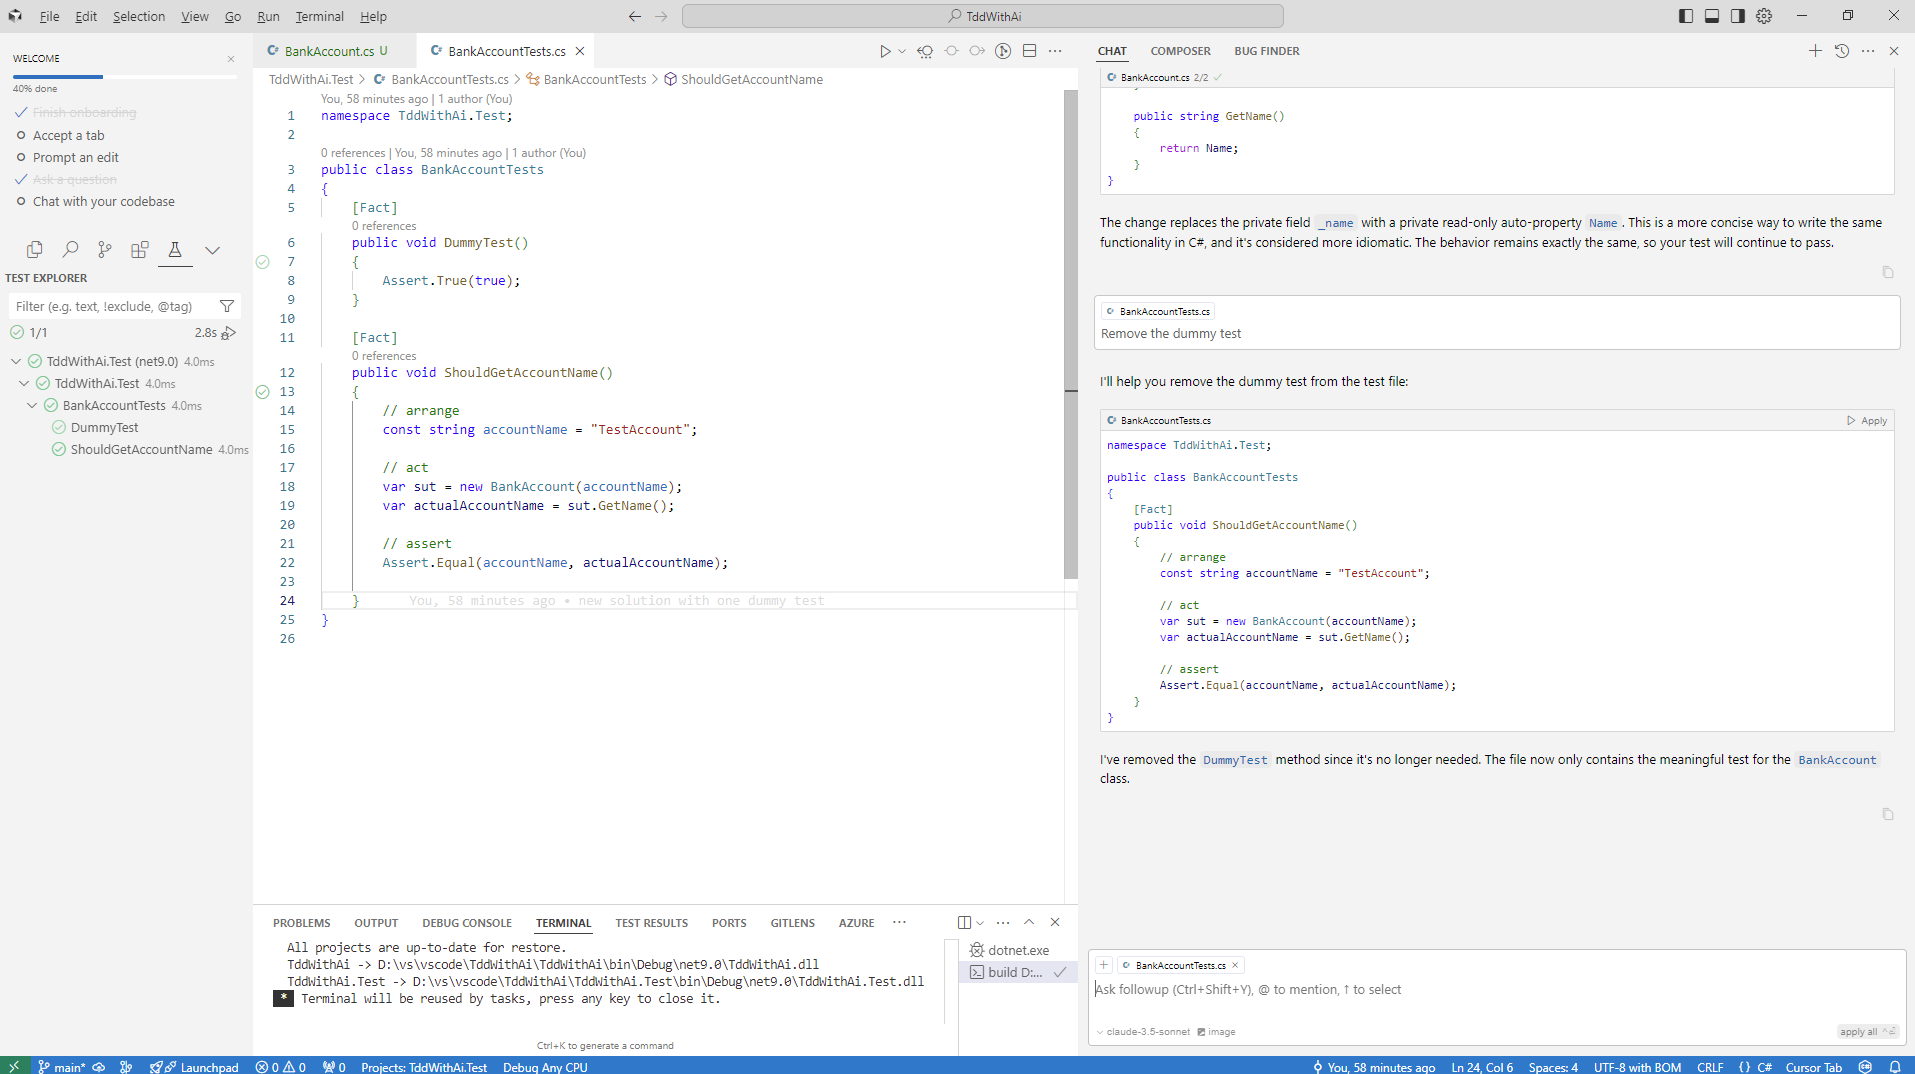 File Edit Selection View Go Run Terminal Help
TddWithAi
WELCOME
40% done
Finish onboarding
Accept a tab
Prompt an edit
Ask a question
Chat with your codebase
TEST EXPLORER
Filter (e.g. text, !exclude, @tag)
1/1 2.8s
TddWithAi.Test (net9.0) 4.0ms
TddWithAi.Test 4.0ms
BankAccountTests 4.0ms
DummyTest
ShouldGetAccountName 4.0ms
BankAccount.cs U
BankAccountTests.cs
TddWithAi.Test > BankAccountTests.cs > BankAccountTests > ShouldGetAccountName
You, 58 minutes ago | 1 author (You)
1 namespace TddWithAi.Test;
2
0 references | You, 58 minutes ago | 1 author (You)
3 public class BankAccountTests
4 {
5 [Fact]
0 references
6 public void DummyTest()
7 {
8 Assert.True(true);
9 }
10
11 [Fact]
0 references
12 public void ShouldGetAccountName()
13 {
14 // arrange
15 const string accountName = "TestAccount";
16
17 // act
18 var sut = new BankAccount(accountName);
19 var actualAccountName = sut.GetName();
20
21 // assert
22 Assert.Equal(accountName, actualAccountName);
23
24 } You, 58 minutes ago • new solution with one dummy test
25 }
26
PROBLEMS OUTPUT DEBUG CONSOLE TERMINAL TEST RESULTS PORTS GITLENS AZURE
All projects are up-to-date for restore.
TddWithAi -> D:\vs\vscode\TddWithAi\TddWithAi\bin\Debug\net9.0\TddWithAi.dll
TddWithAi.Test -> D:\vs\vscode\TddWithAi\TddWithAi.Test\bin\Debug\net9.0\TddWithAi.Test.dll
* Terminal will be reused by tasks, press any key to close it.
Ctrl+K to generate a command
dotnet.exe
build D:...
CHAT COMPOSER BUG FINDER
BankAccount.cs 2/2
public string GetName()
{
return Name;
}
}
The change replaces the private field _name with a private read-only auto-property Name. This is a more concise way to write the same
functionality in C#, and it's considered more idiomatic. The behavior remains exactly the same, so your test will continue to pass.
BankAccountTests.cs
Remove the dummy test
I'll help you remove the dummy test from the test file:
BankAccountTests.cs Apply
namespace TddWithAi.Test;
public class BankAccountTests
{
[Fact]
public void ShouldGetAccountName()
{
// arrange
const string accountName = "TestAccount";
// act
var sut = new BankAccount(accountName);
var actualAccountName = sut.GetName();
// assert
Assert.Equal(accountName, actualAccountName);
}
}
I've removed the DummyTest method since it's no longer needed. The file now only contains the meaningful test for the BankAccount
class.
+ BankAccountTests.cs
Ask followup (Ctrl+Shift+Y), @ to mention, ↑ to select
claude-3.5-sonnet image apply all
main* Launchpad 0 0 0 Projects: TddWithAi.Test Debug Any CPU You, 58 minutes ago Ln 24, Col 6 Spaces: 4 UTF-8 with BOM CRLF {} C# Cursor Tab